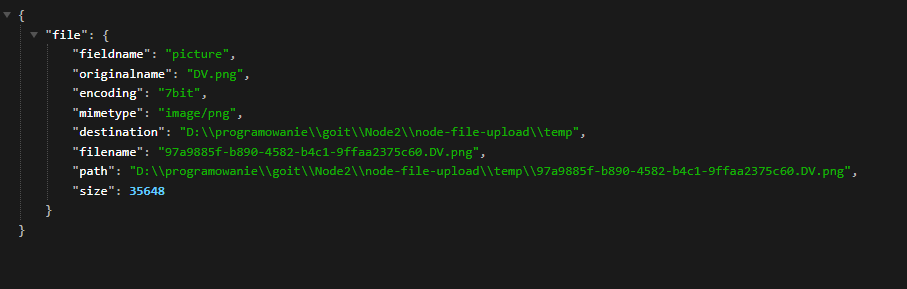 {
"file": {
"fieldname": "picture",
"originalname": "DV.png",
"encoding": "7bit",
"mimetype": "image/png",
"destination": "D:\\programowanie\\goit\\Node2\\node-file-upload\\temp",
"filename": "97a9885f-b890-4582-b4c1-9ffaa2375c60.DV.png",
"path": "D:\\programowanie\\goit\\Node2\\node-file-upload\\temp\\97a9885f-b890-4582-b4c1-9ffaa2375c60.DV.png",
"size": 35648
}
}